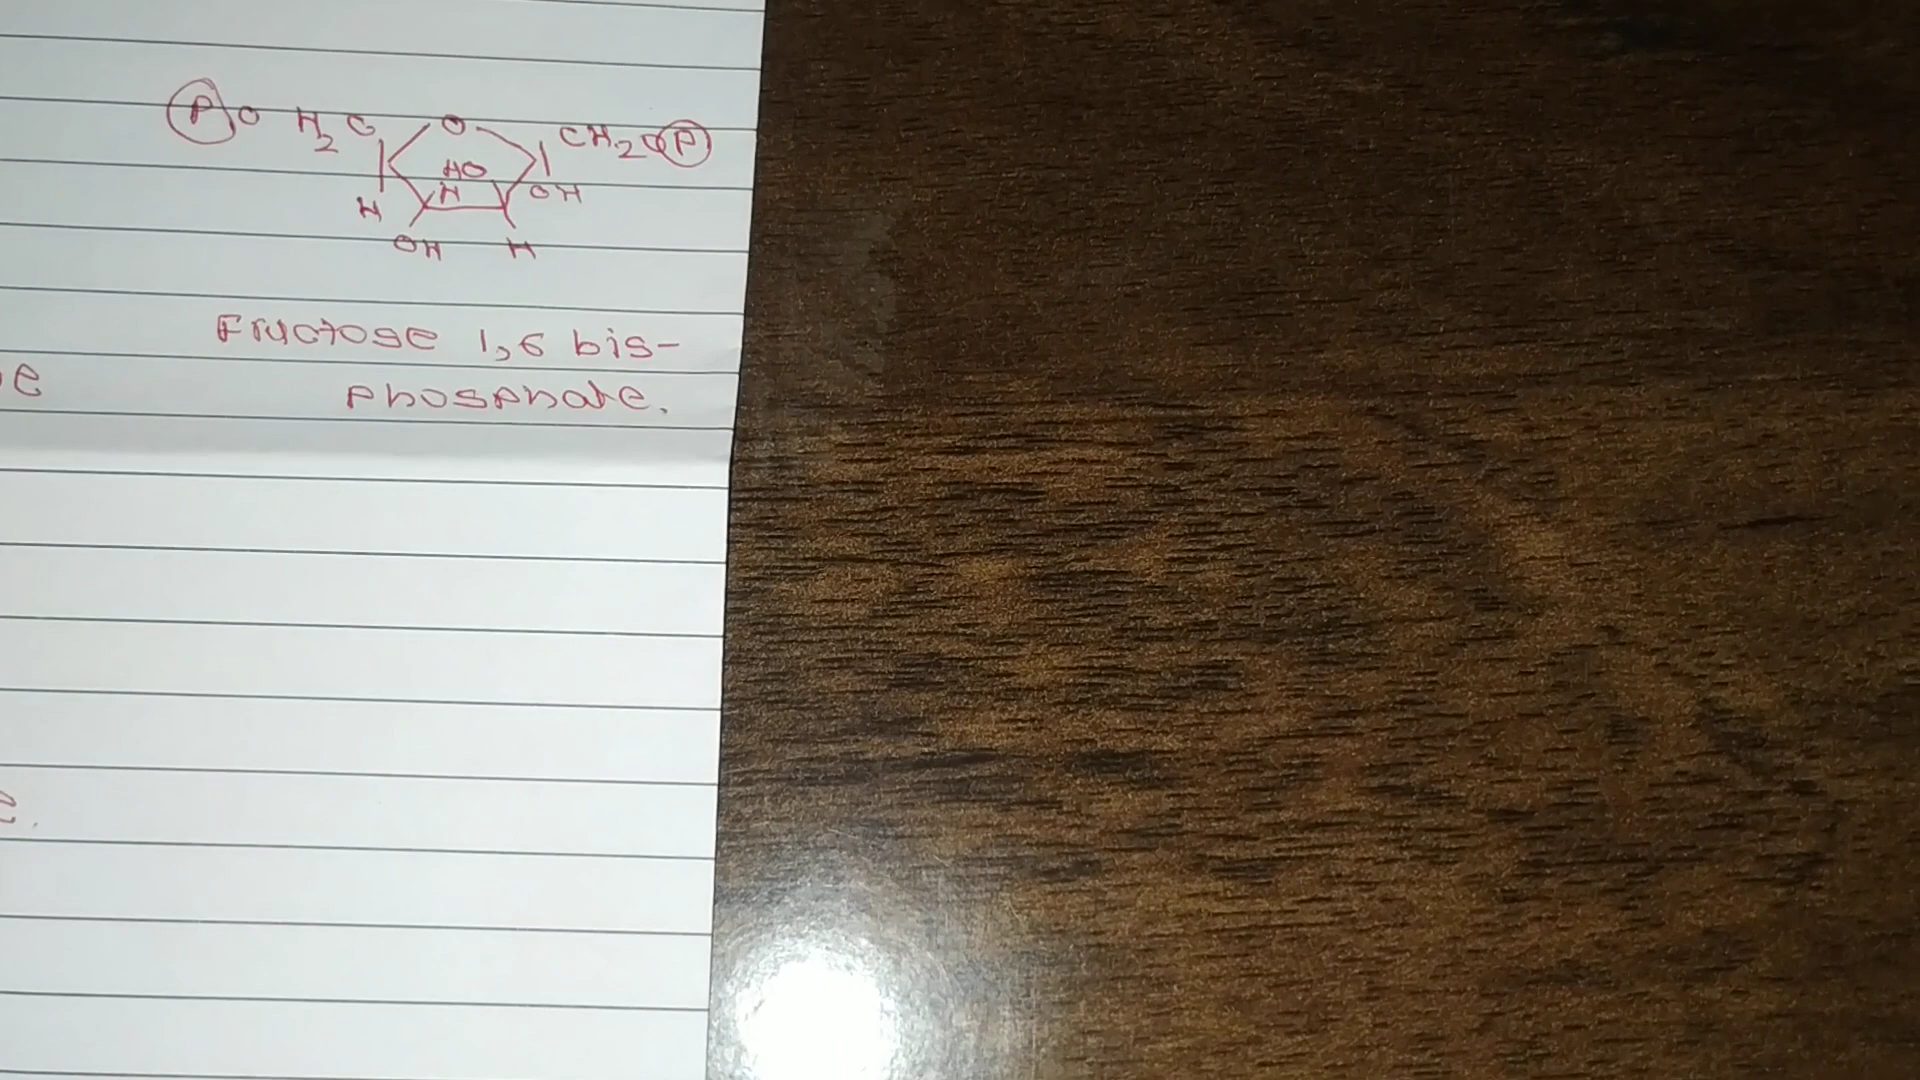 P O H2C O CH2O P
HO
H OH
H
OH H
Fructose 1,6 bis-
e
phosphate.